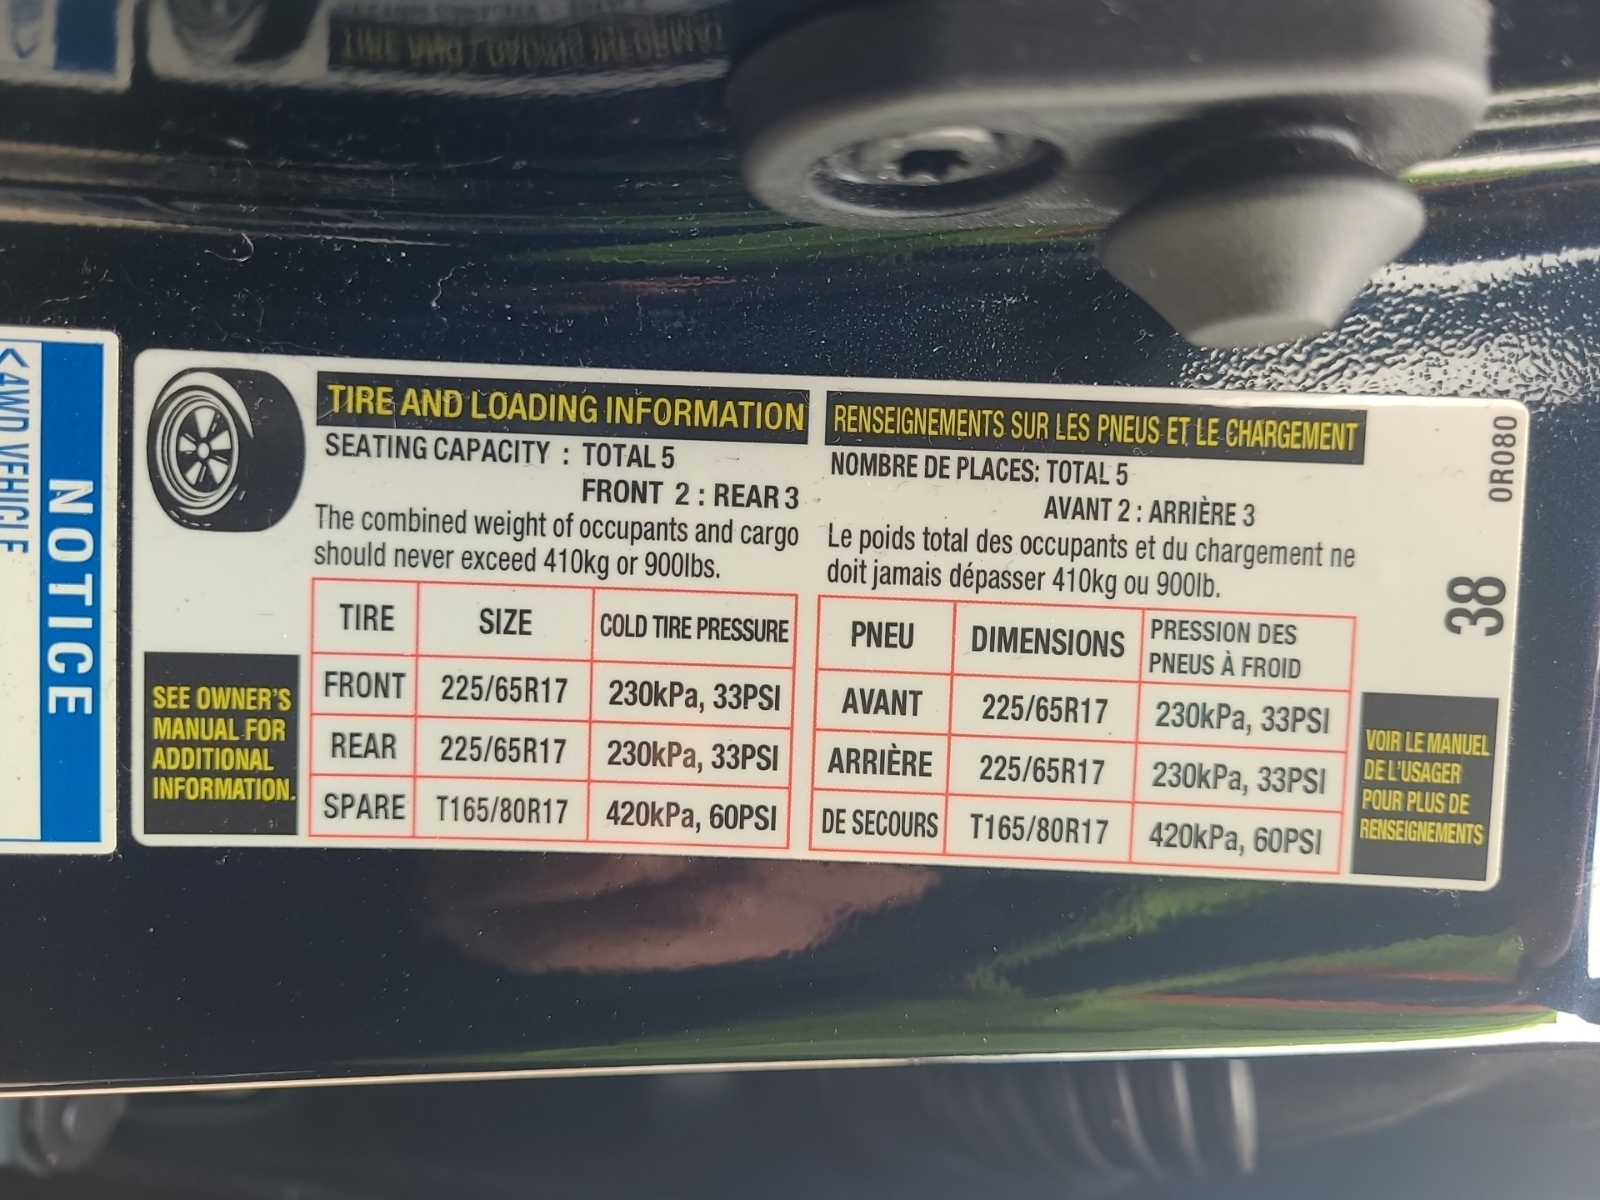 TIRE AND LOADING INFORMAT
<4WD VEHICLE
NOTICE
TIRE AND LOADING INFORMATION
SEATING CAPACITY : TOTAL 5
FRONT 2 : REAR 3
The combined weight of occupants and cargo
should never exceed 410kg or 900lbs.
TIRE SIZE COLD TIRE PRESSURE
FRONT 225/65R17 230kPa, 33PSI
REAR 225/65R17 230kPa, 33PSI
SPARE T165/80R17 420kPa, 60PSI
SEE OWNER'S
MANUAL FOR
ADDITIONAL
INFORMATION.
RENSEIGNEMENTS SUR LES PNEUS ET LE CHARGEMENT
NOMBRE DE PLACES: TOTAL 5
AVANT 2 : ARRIÈRE 3
Le poids total des occupants et du chargement ne
doit jamais dépasser 410kg ou 900lb.
PNEU DIMENSIONS PRESSION DES
PNEUS À FROID
AVANT 225/65R17 230kPa, 33PSI
ARRIÈRE 225/65R17 230kPa, 33PSI
DE SECOURS T165/80R17 420kPa, 60PSI
0R080
38
VOIR LE MANUEL
DE L'USAGER
POUR PLUS DE
RENSEIGNEMENTS